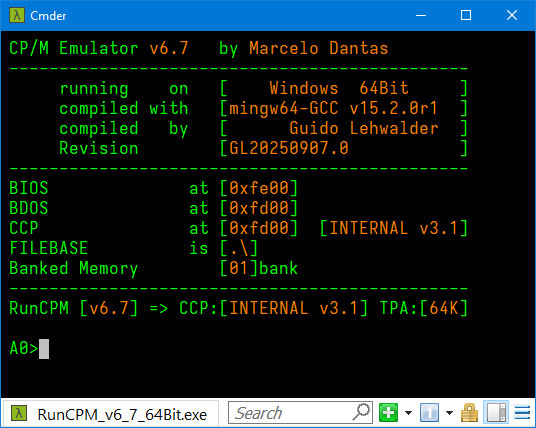 Cmder
CP/M Emulator v6.7 by Marcelo Dantas
----------------------------------------------
running on [ Windows 64Bit ]
compiled with [mingw64-GCC v15.2.0r1 ]
compiled by [ Guido Lehwalder ]
Revision [GL20250907.0 ]
----------------------------------------------
BIOS at [0xfe00]
BDOS at [0xfd00]
CCP at [0xfd00] [INTERNAL v3.1]
FILEBASE is [.\]
Banked Memory [01]bank
----------------------------------------------
RunCPM [v6.7] => CCP:[INTERNAL v3.1] TPA:[64K]
A0>
RunCPM_v6_7_64Bit.exe Search 1